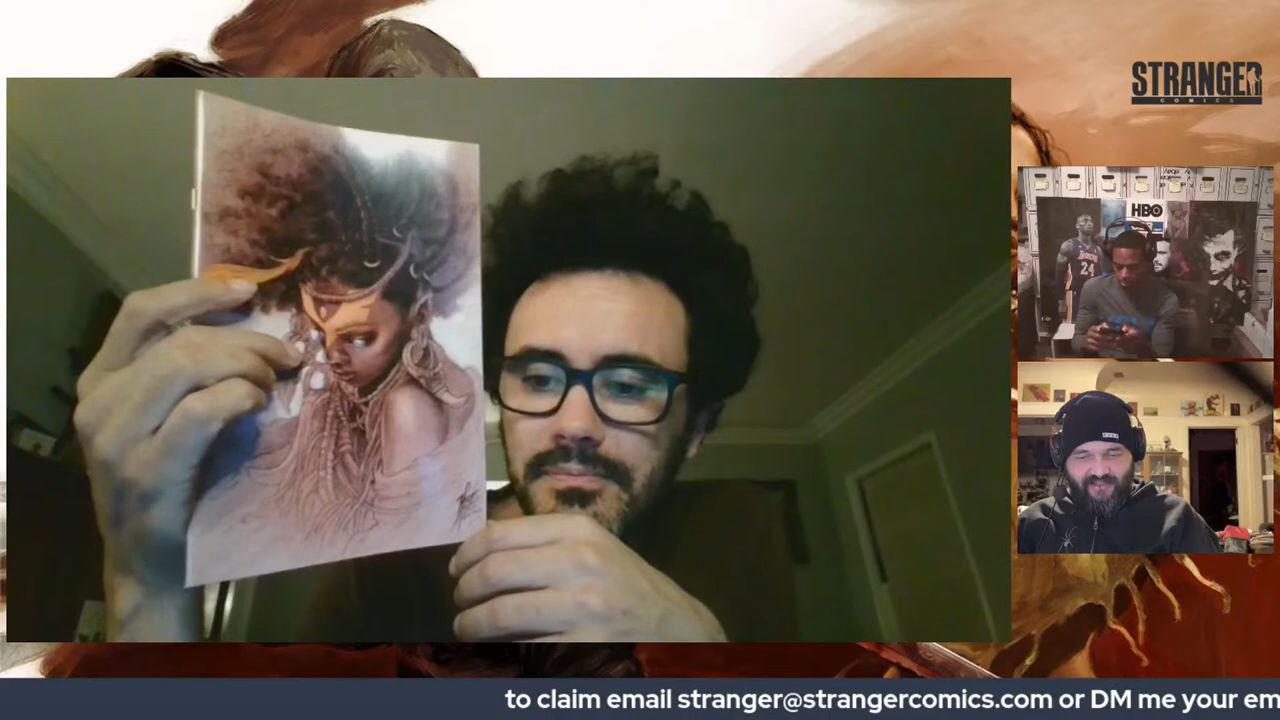 STRANGER
COMICS
HBO
24
to claim email stranger@strangercomics.com or DM me your em